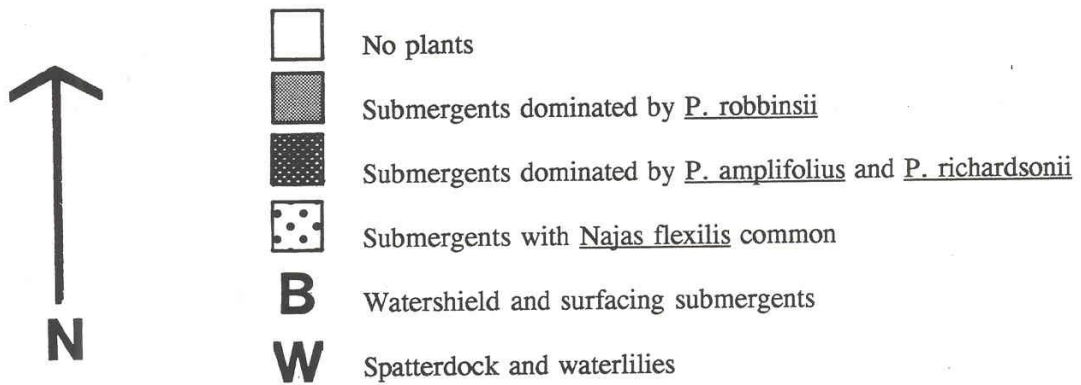 No plants
Submergents dominated by P. robbinsii
Submergents dominated by P. amplifolius and P. richardsonii
Submergents with Najas flexilis common
B Watershield and surfacing submergents
N
W Spatterdock and waterlilies